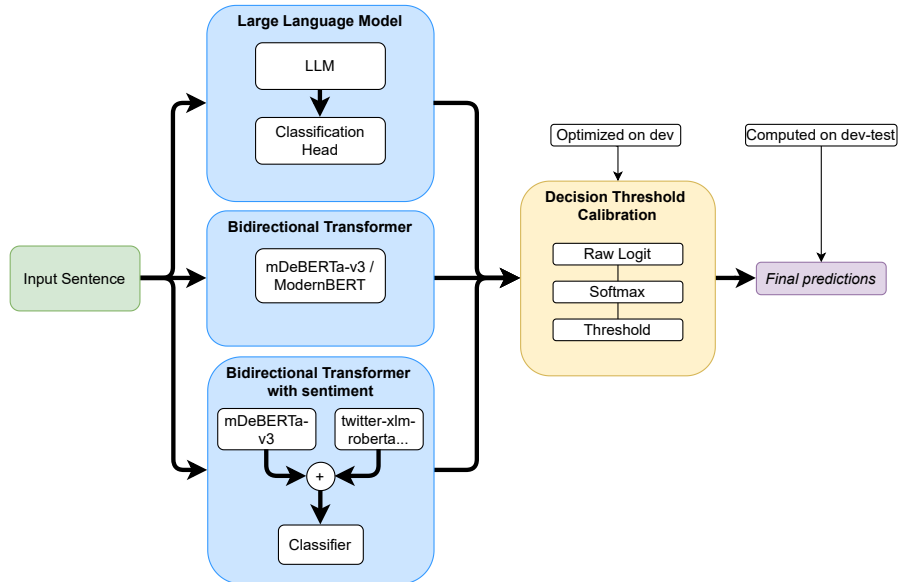 Large Language Model
LLM
Classification
Head
Optimized on dev
Computed on dev-test
Bidirectional Transformer
mDeBERTa-v3 /
ModernBERT
Input Sentence
Decision Threshold
Calibration
Raw Logit
Softmax
Threshold
Final predictions
Bidirectional Transformer
with sentiment
mDeBERTa-
v3
twitter-xlm-
roberta...
+
Classifier